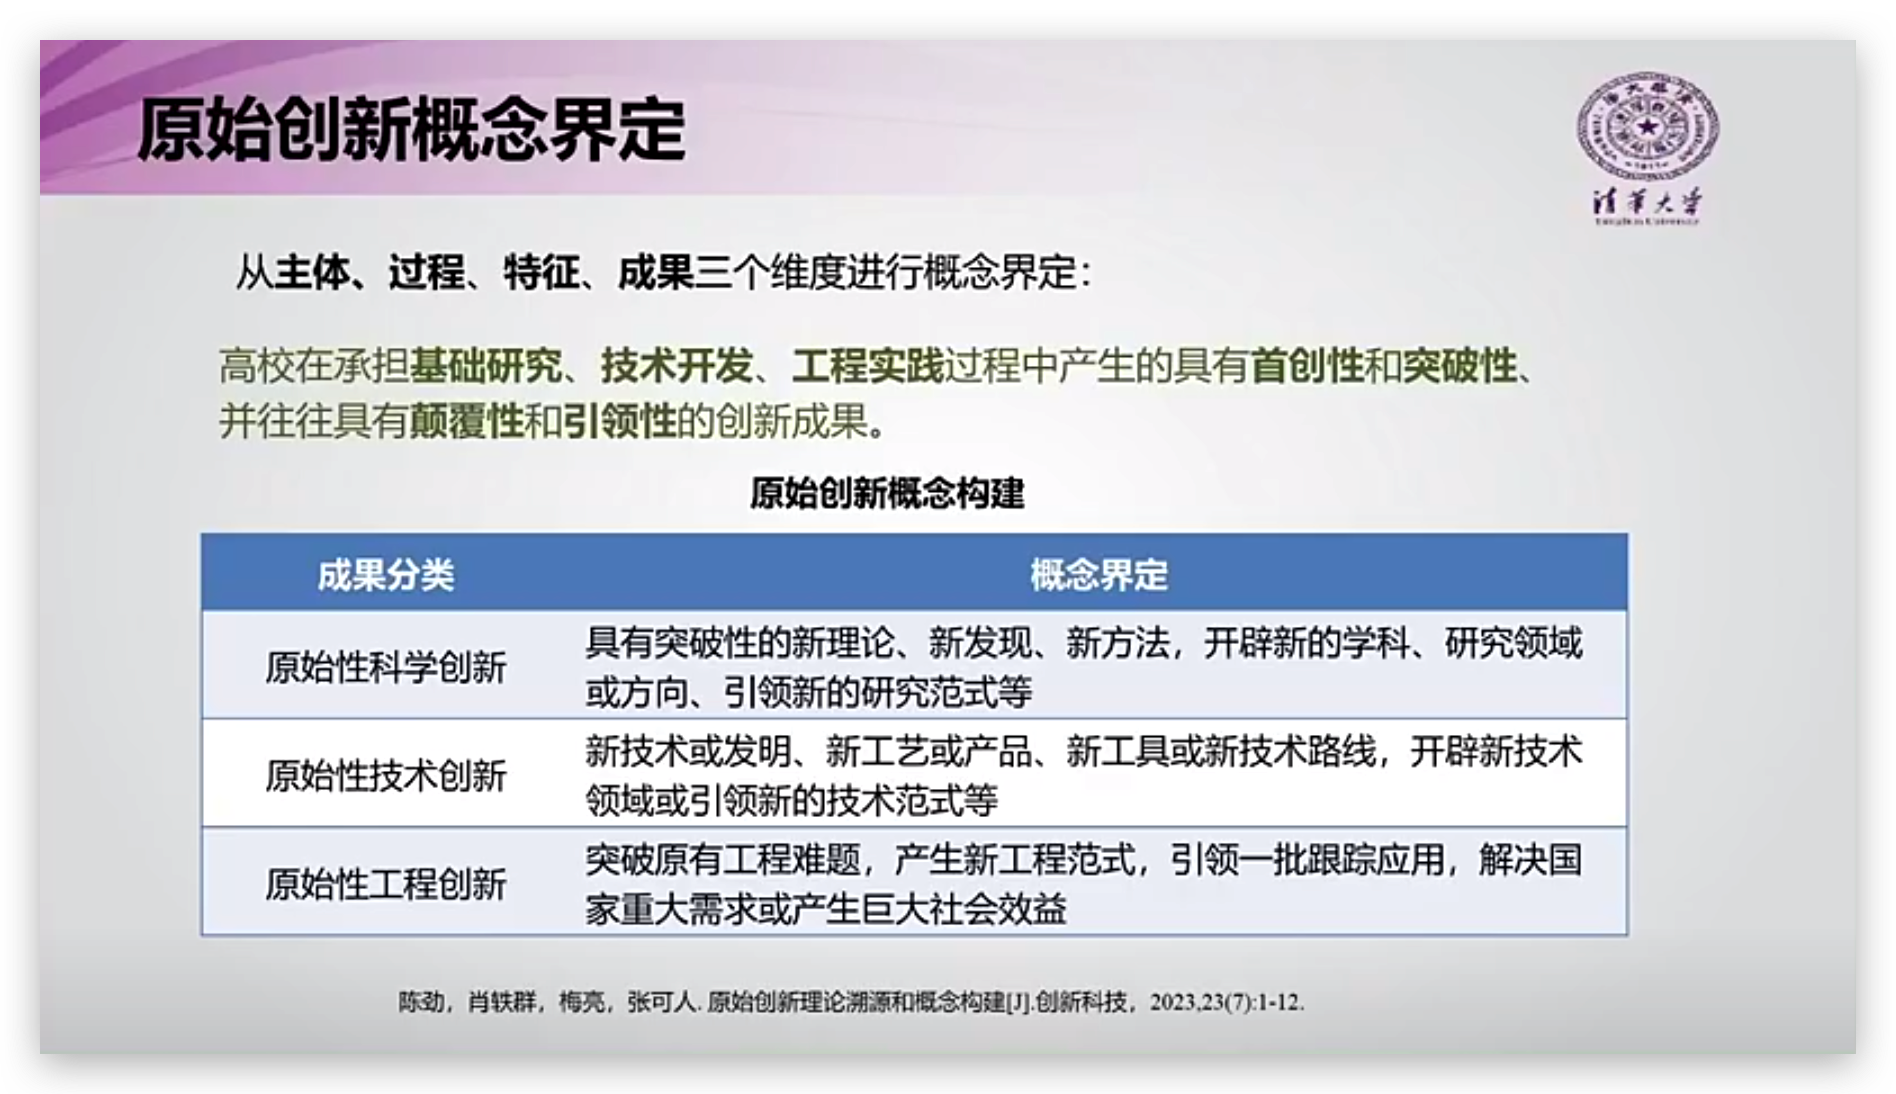 原始创新概念界定
清华大学
Tsinghua University
从主体、过程、特征、成果三个维度进行概念界定：
高校在承担基础研究、技术开发、工程实践过程中产生的具有首创性和突破性、
并往往具有颠覆性和引领性的创新成果。
原始创新概念构建
成果分类 概念界定
原始性科学创新
具有突破性的新理论、新发现、新方法，开辟新的学科、研究领域
或方向、引领新的研究范式等
原始性技术创新
新技术或发明、新工艺或产品、新工具或新技术路线，开辟新技术
领域或引领新的技术范式等
原始性工程创新
突破原有工程难题，产生新工程范式，引领一批跟踪应用，解决国
家重大需求或产生巨大社会效益
陈劲，肖轶群，梅亮，张可人. 原始创新理论溯源和概念构建[J].创新科技，2023,23(7):1-12.